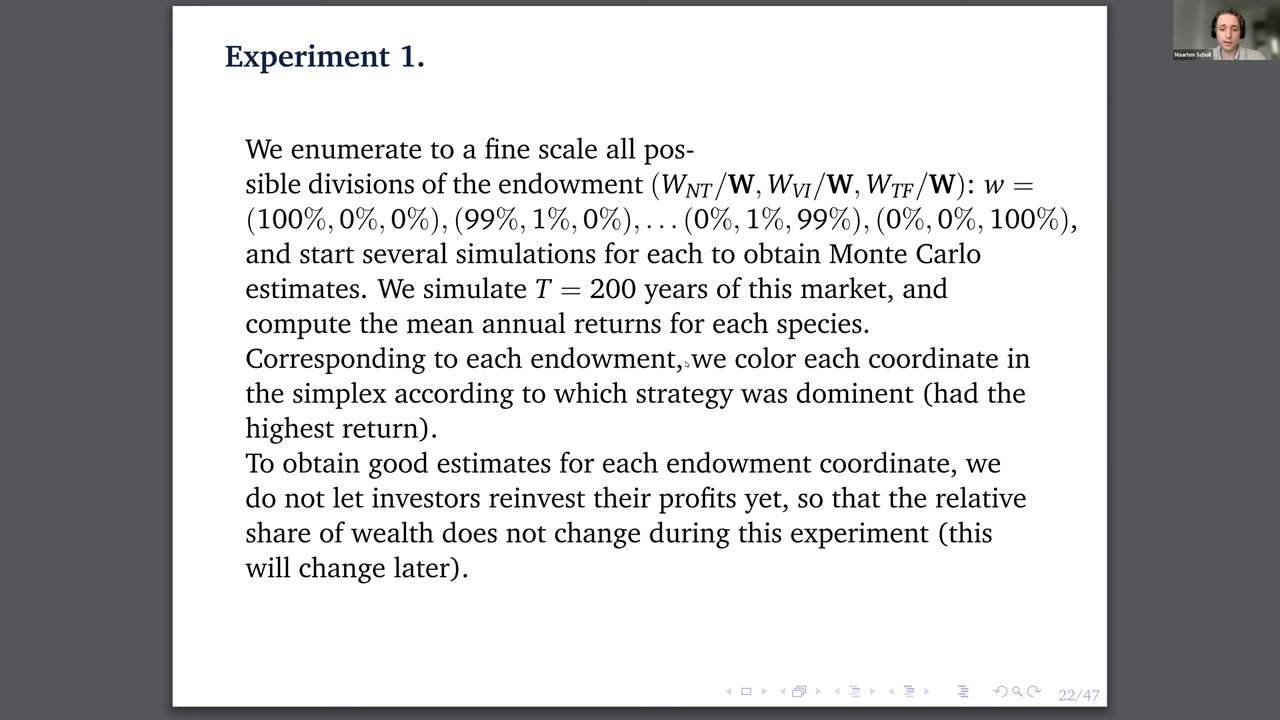 Experiment 1.
Maarten Scholl
We enumerate to a fine scale all pos-
sible divisions of the endowment (W_NT/W, W_VI/W, W_TF/W): w =
(100%, 0%, 0%), (99%, 1%, 0%), … (0%, 1%, 99%), (0%, 0%, 100%),
and start several simulations for each to obtain Monte Carlo
estimates. We simulate T = 200 years of this market, and
compute the mean annual returns for each species.
Corresponding to each endowment, we color each coordinate in
the simplex according to which strategy was dominent (had the
highest return).
To obtain good estimates for each endowment coordinate, we
do not let investors reinvest their profits yet, so that the relative
share of wealth does not change during this experiment (this
will change later).
22/47